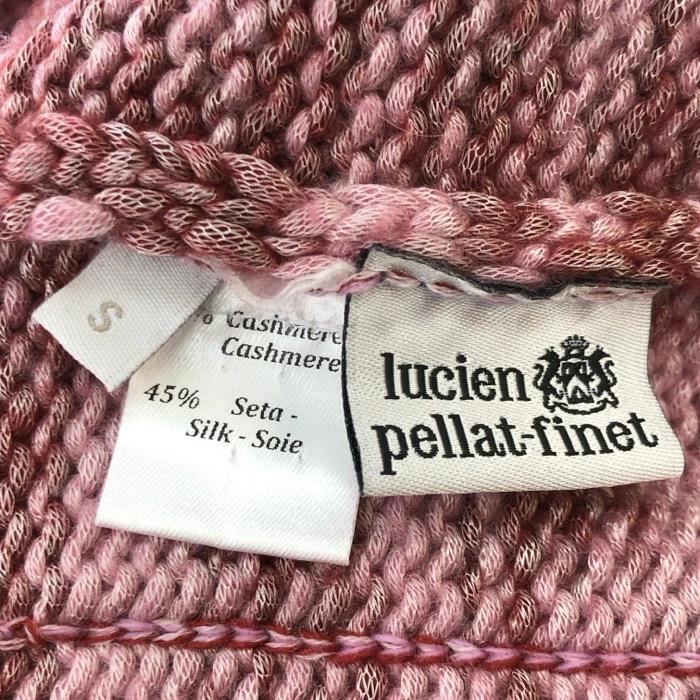 S
% Cashmere
Cashmere
45% Seta -
Silk - Soie
lucien
pellat-finet